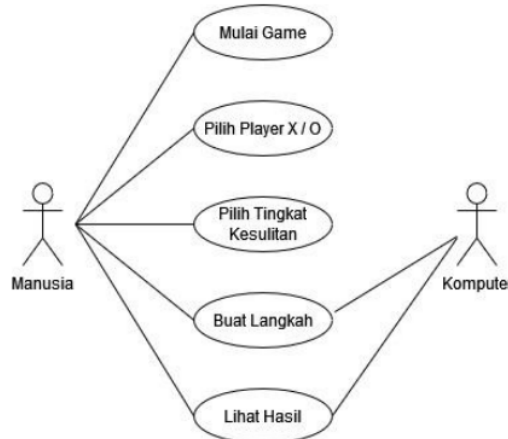 Mulai Game
Pilih Player X / O
Pilih Tingkat
Kesulitan
Manusia
Kompute
Buat Langkah
Lihat Hasil